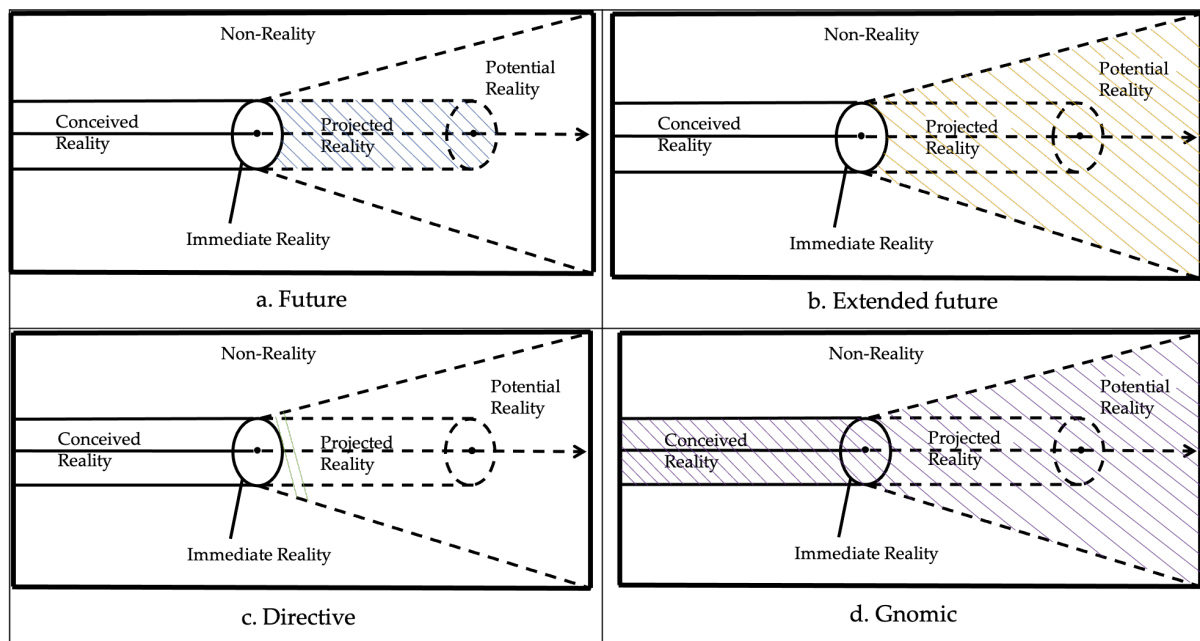 Non-Reality
Potential
Reality
Conceived
Reality
Projected
Reality
Immediate Reality
a. Future
Non-Reality
Potential
Reality
Conceived
Reality
Projected
Reality
Immediate Reality
b. Extended future
Non-Reality
Potential
Reality
Conceived
Reality
Projected
Reality
Immediate Reality
c. Directive
Non-Reality
Potential
Reality
Conceived
Reality
Projected
Reality
Immediate Reality
d. Gnomic